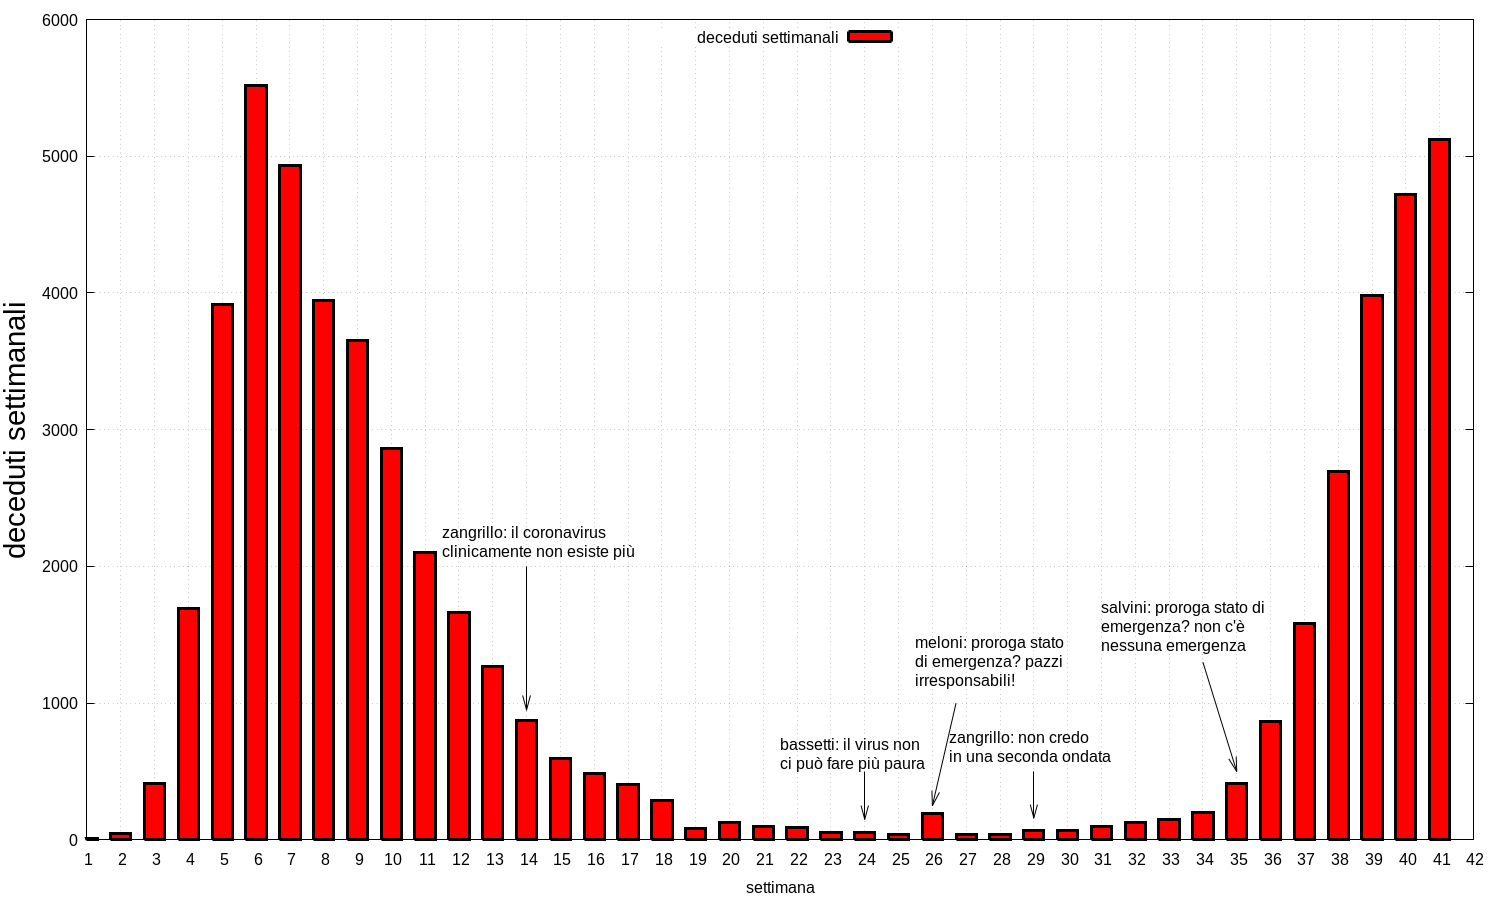 deceduti settimanali
6000
5000
4000
3000
2000
1000
0
deceduti settimanali
zangrillo: il coronavirus
clinicamente non esiste più
bassetti: il virus non
ci può fare più paura
meloni: proroga stato
di emergenza? pazzi
irresponsabili!
zangrillo: non credo
in una seconda ondata
salvini: proroga stato di
emergenza? non c'è
nessuna emergenza
1 2 3 4 5 6 7 8 9 10 11 12 13 14 15 16 17 18 19 20 21 22 23 24 25 26 27 28 29 30 31 32 33 34 35 36 37 38 39 40 41 42
settimana